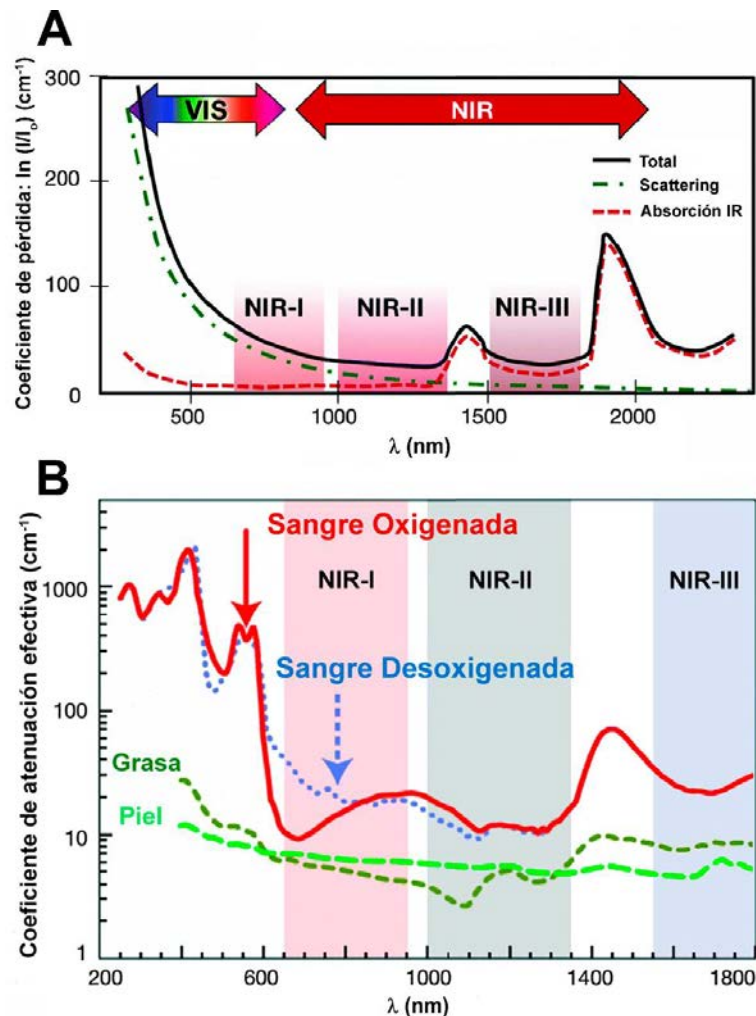 A
Coeficiente de pérdida: ln (I/Io) (cm⁻¹)
300
200
100
0
VIS
NIR
Total
Scattering
Absorción IR
NIR-I
NIR-II
NIR-III
500
1000
1500
2000
λ (nm)
B
Coeficiente de atenuación efectiva (cm⁻¹)
1000
100
10
1
Sangre Oxigenada
NIR-I
NIR-II
NIR-III
Sangre Desoxigenada
Grasa
Piel
200
600
1000
1400
1800
λ (nm)